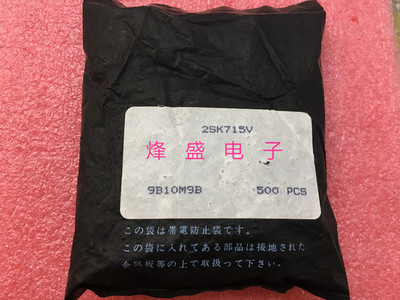 2SK715V
烽盛电子
9B10M9B 500 PCS
この袋は帯電防止袋です。
この袋に入れてある部品は接地された
金属板等の上で取扱って下さい。